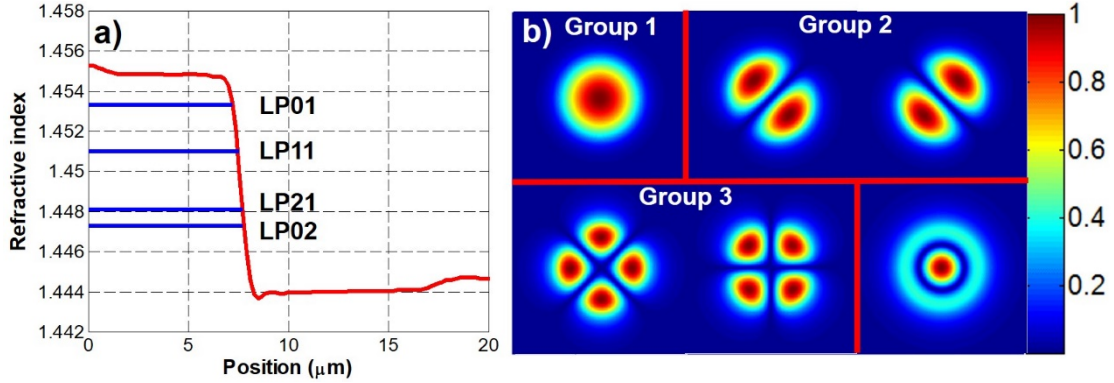 a)
1.458
1.456
1.454
1.452
1.45
1.448
1.446
1.444
1.442
Refractive index
LP01
LP11
LP21
LP02
0
5
10
15
20
Position (μm)
b)
Group 1
Group 2
Group 3
1
0.8
0.6
0.4
0.2